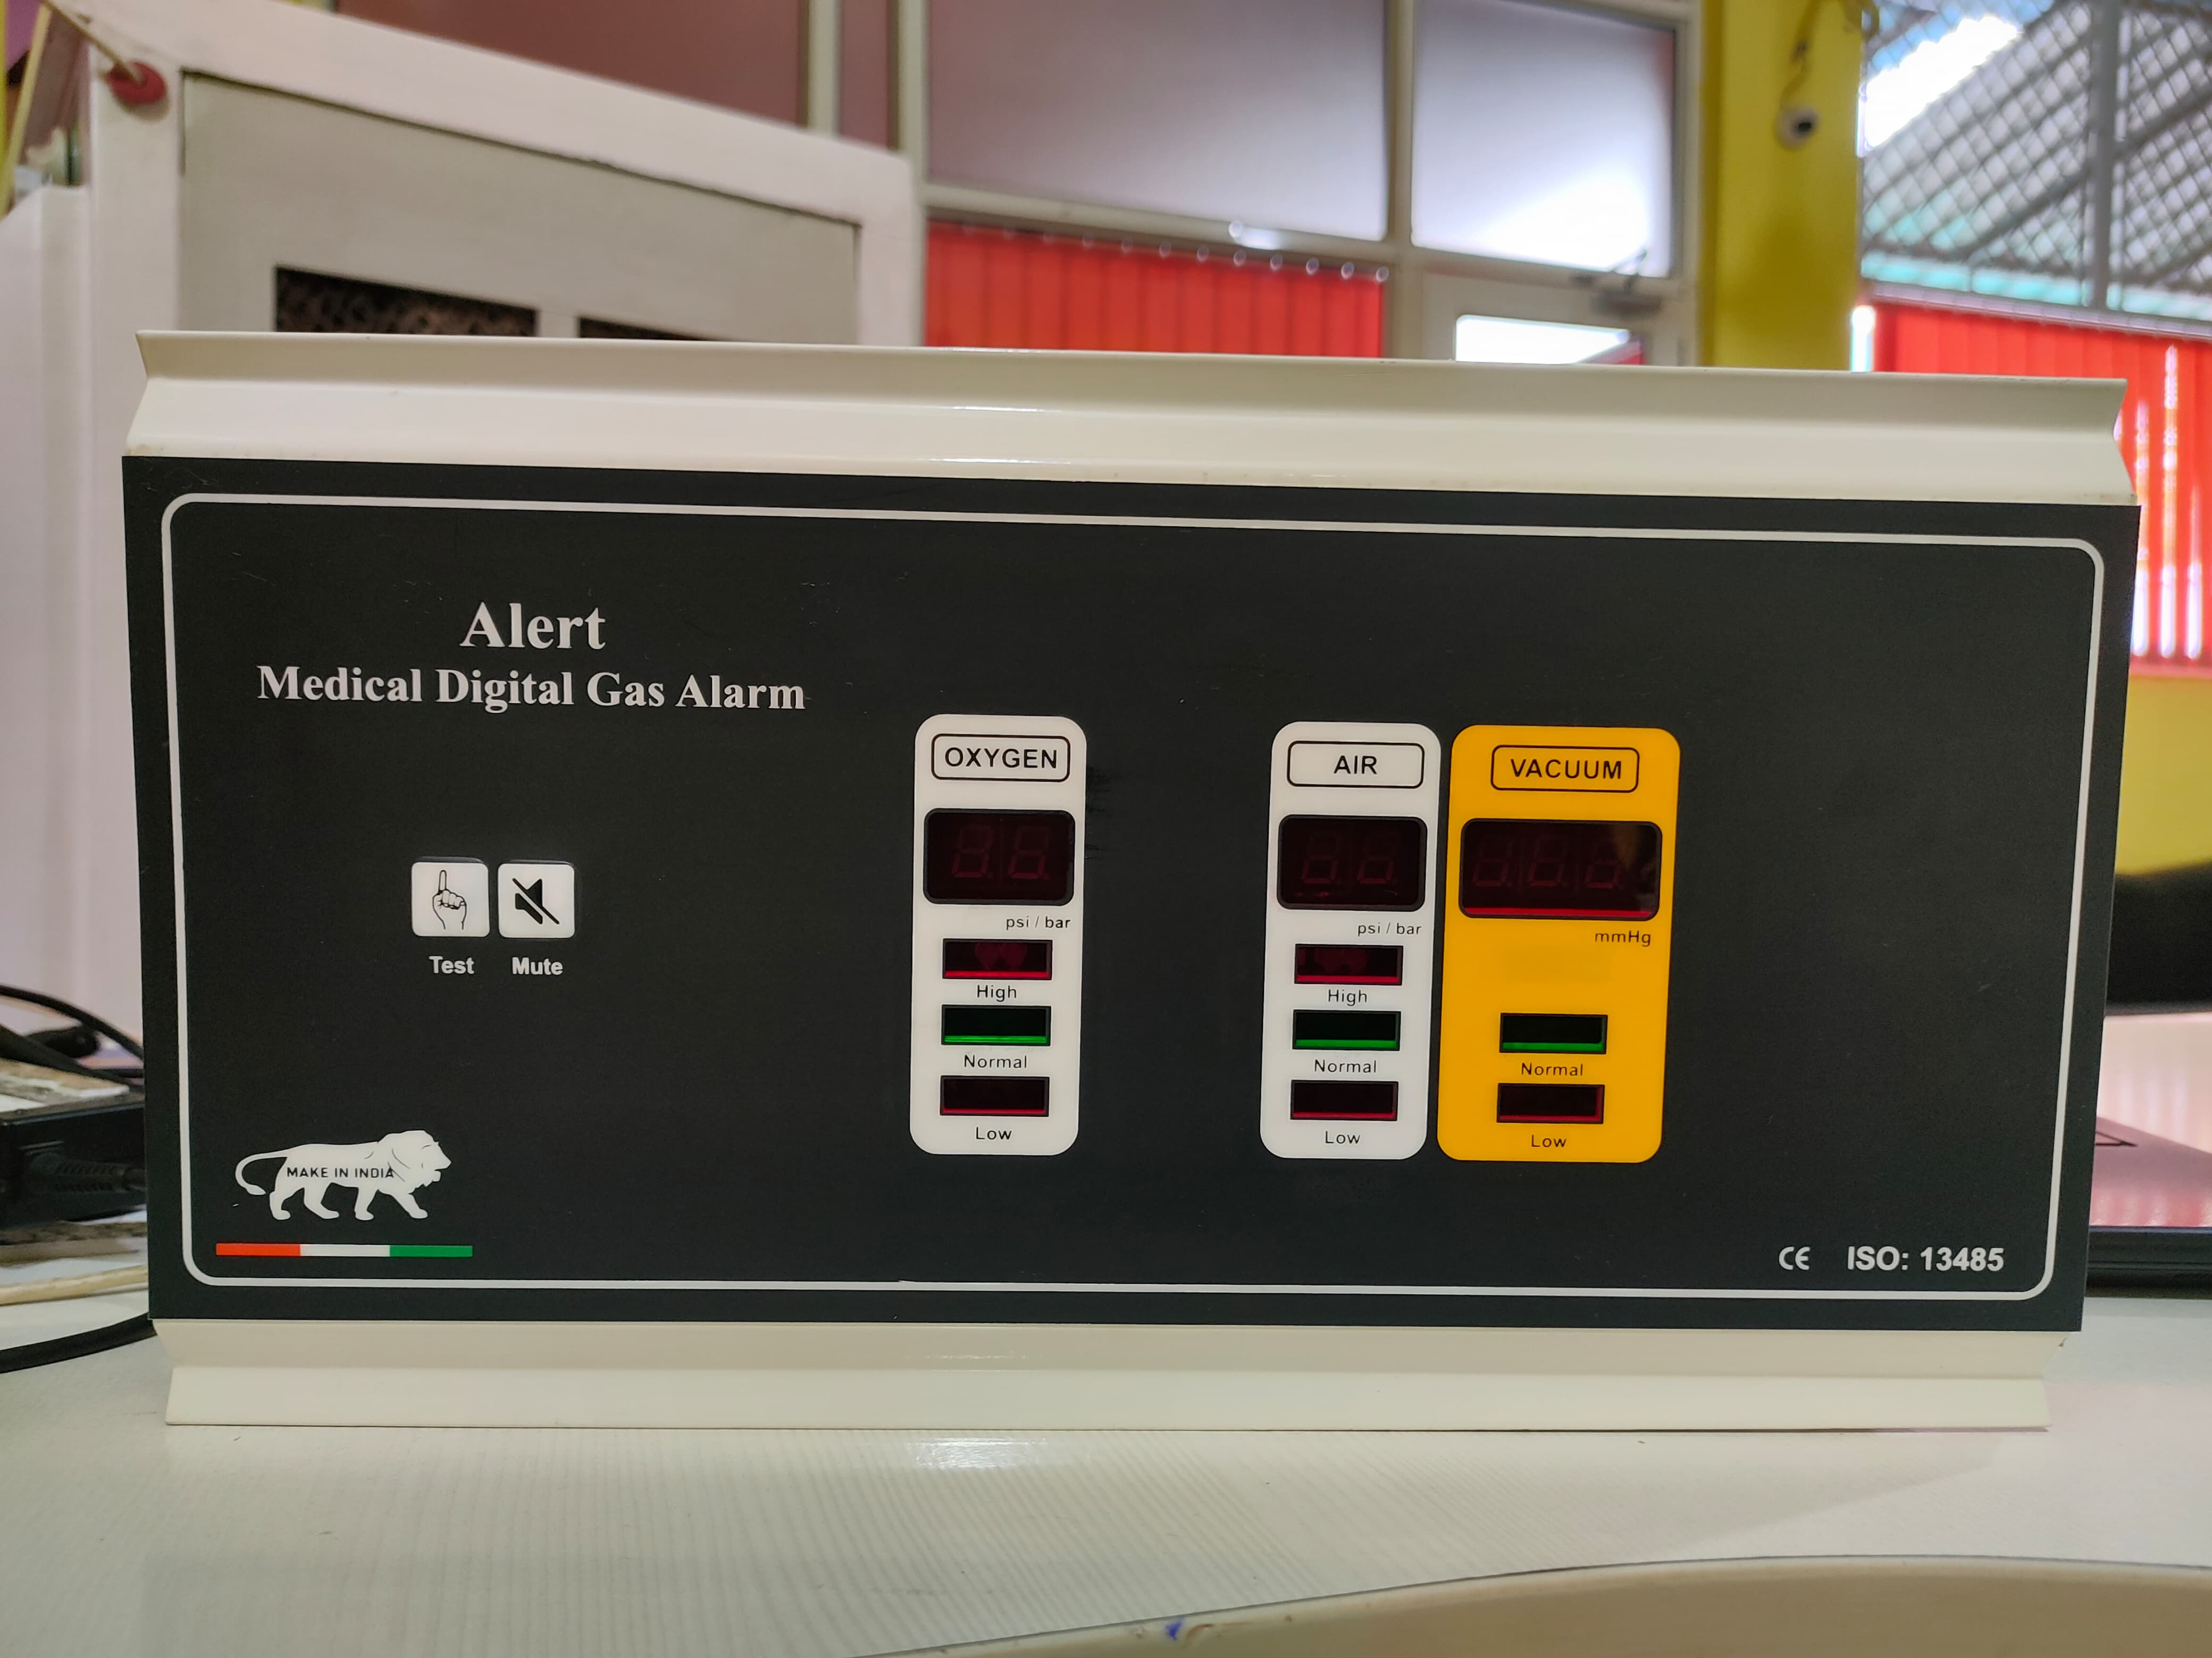 Alert
Medical Digital Gas Alarm
Test
Mute
OXYGEN
psi / bar
High
Normal
Low
AIR
psi / bar
High
Normal
Low
VACUUM
mmHg
Normal
Low
MAKE IN INDIA
CE ISO: 13485